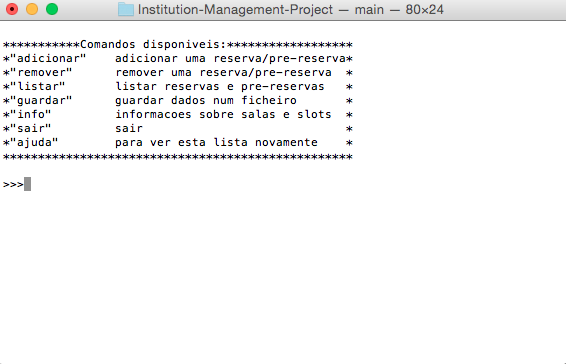 Institution-Management-Project — main — 80×24
***********Comandos disponiveis:******************
*"adicionar"    adicionar uma reserva/pre-reserva*
*"remover"      remover uma reserva/pre-reserva  *
*"listar"       listar reservas e pre-reservas   *
*"guardar"      guardar dados num ficheiro       *
*"info"         informacoes sobre salas e slots  *
*"sair"         sair                             *
*"ajuda"        para ver esta lista novamente    *
**************************************************
>>>